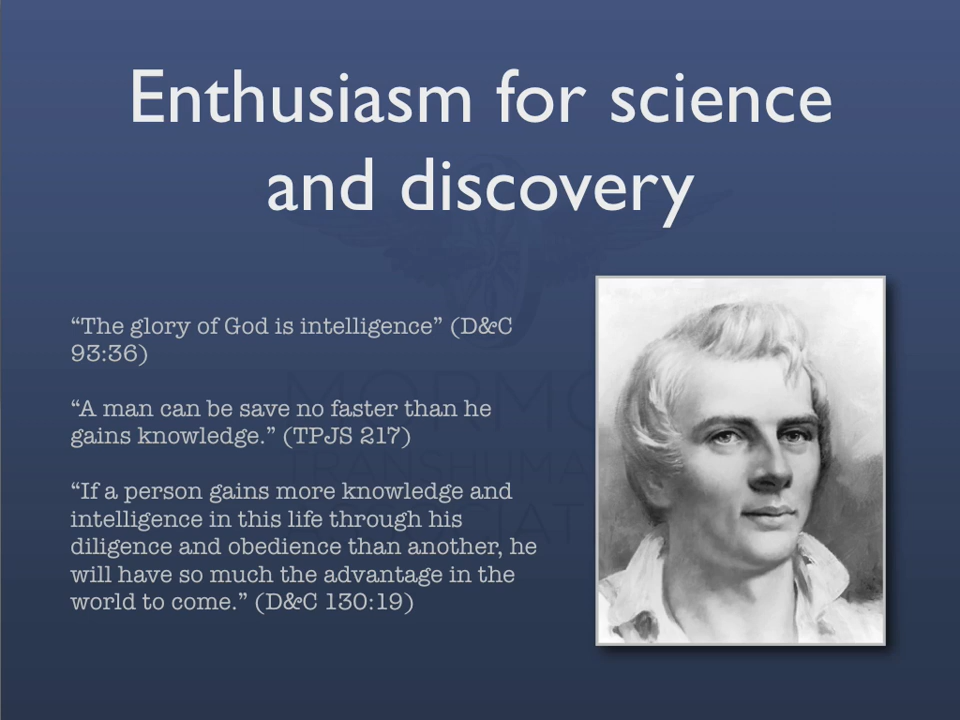 Enthusiasm for science
and discovery
“The glory of God is intelligence” (D&C
93:36)
“A man can be save no faster than he
gains knowledge.” (TPJS 217)
“If a person gains more knowledge and
intelligence in this life through his
diligence and obedience than another, he
will have so much the advantage in the
world to come.” (D&C 130:19)
MORMO
TRANSHUMA